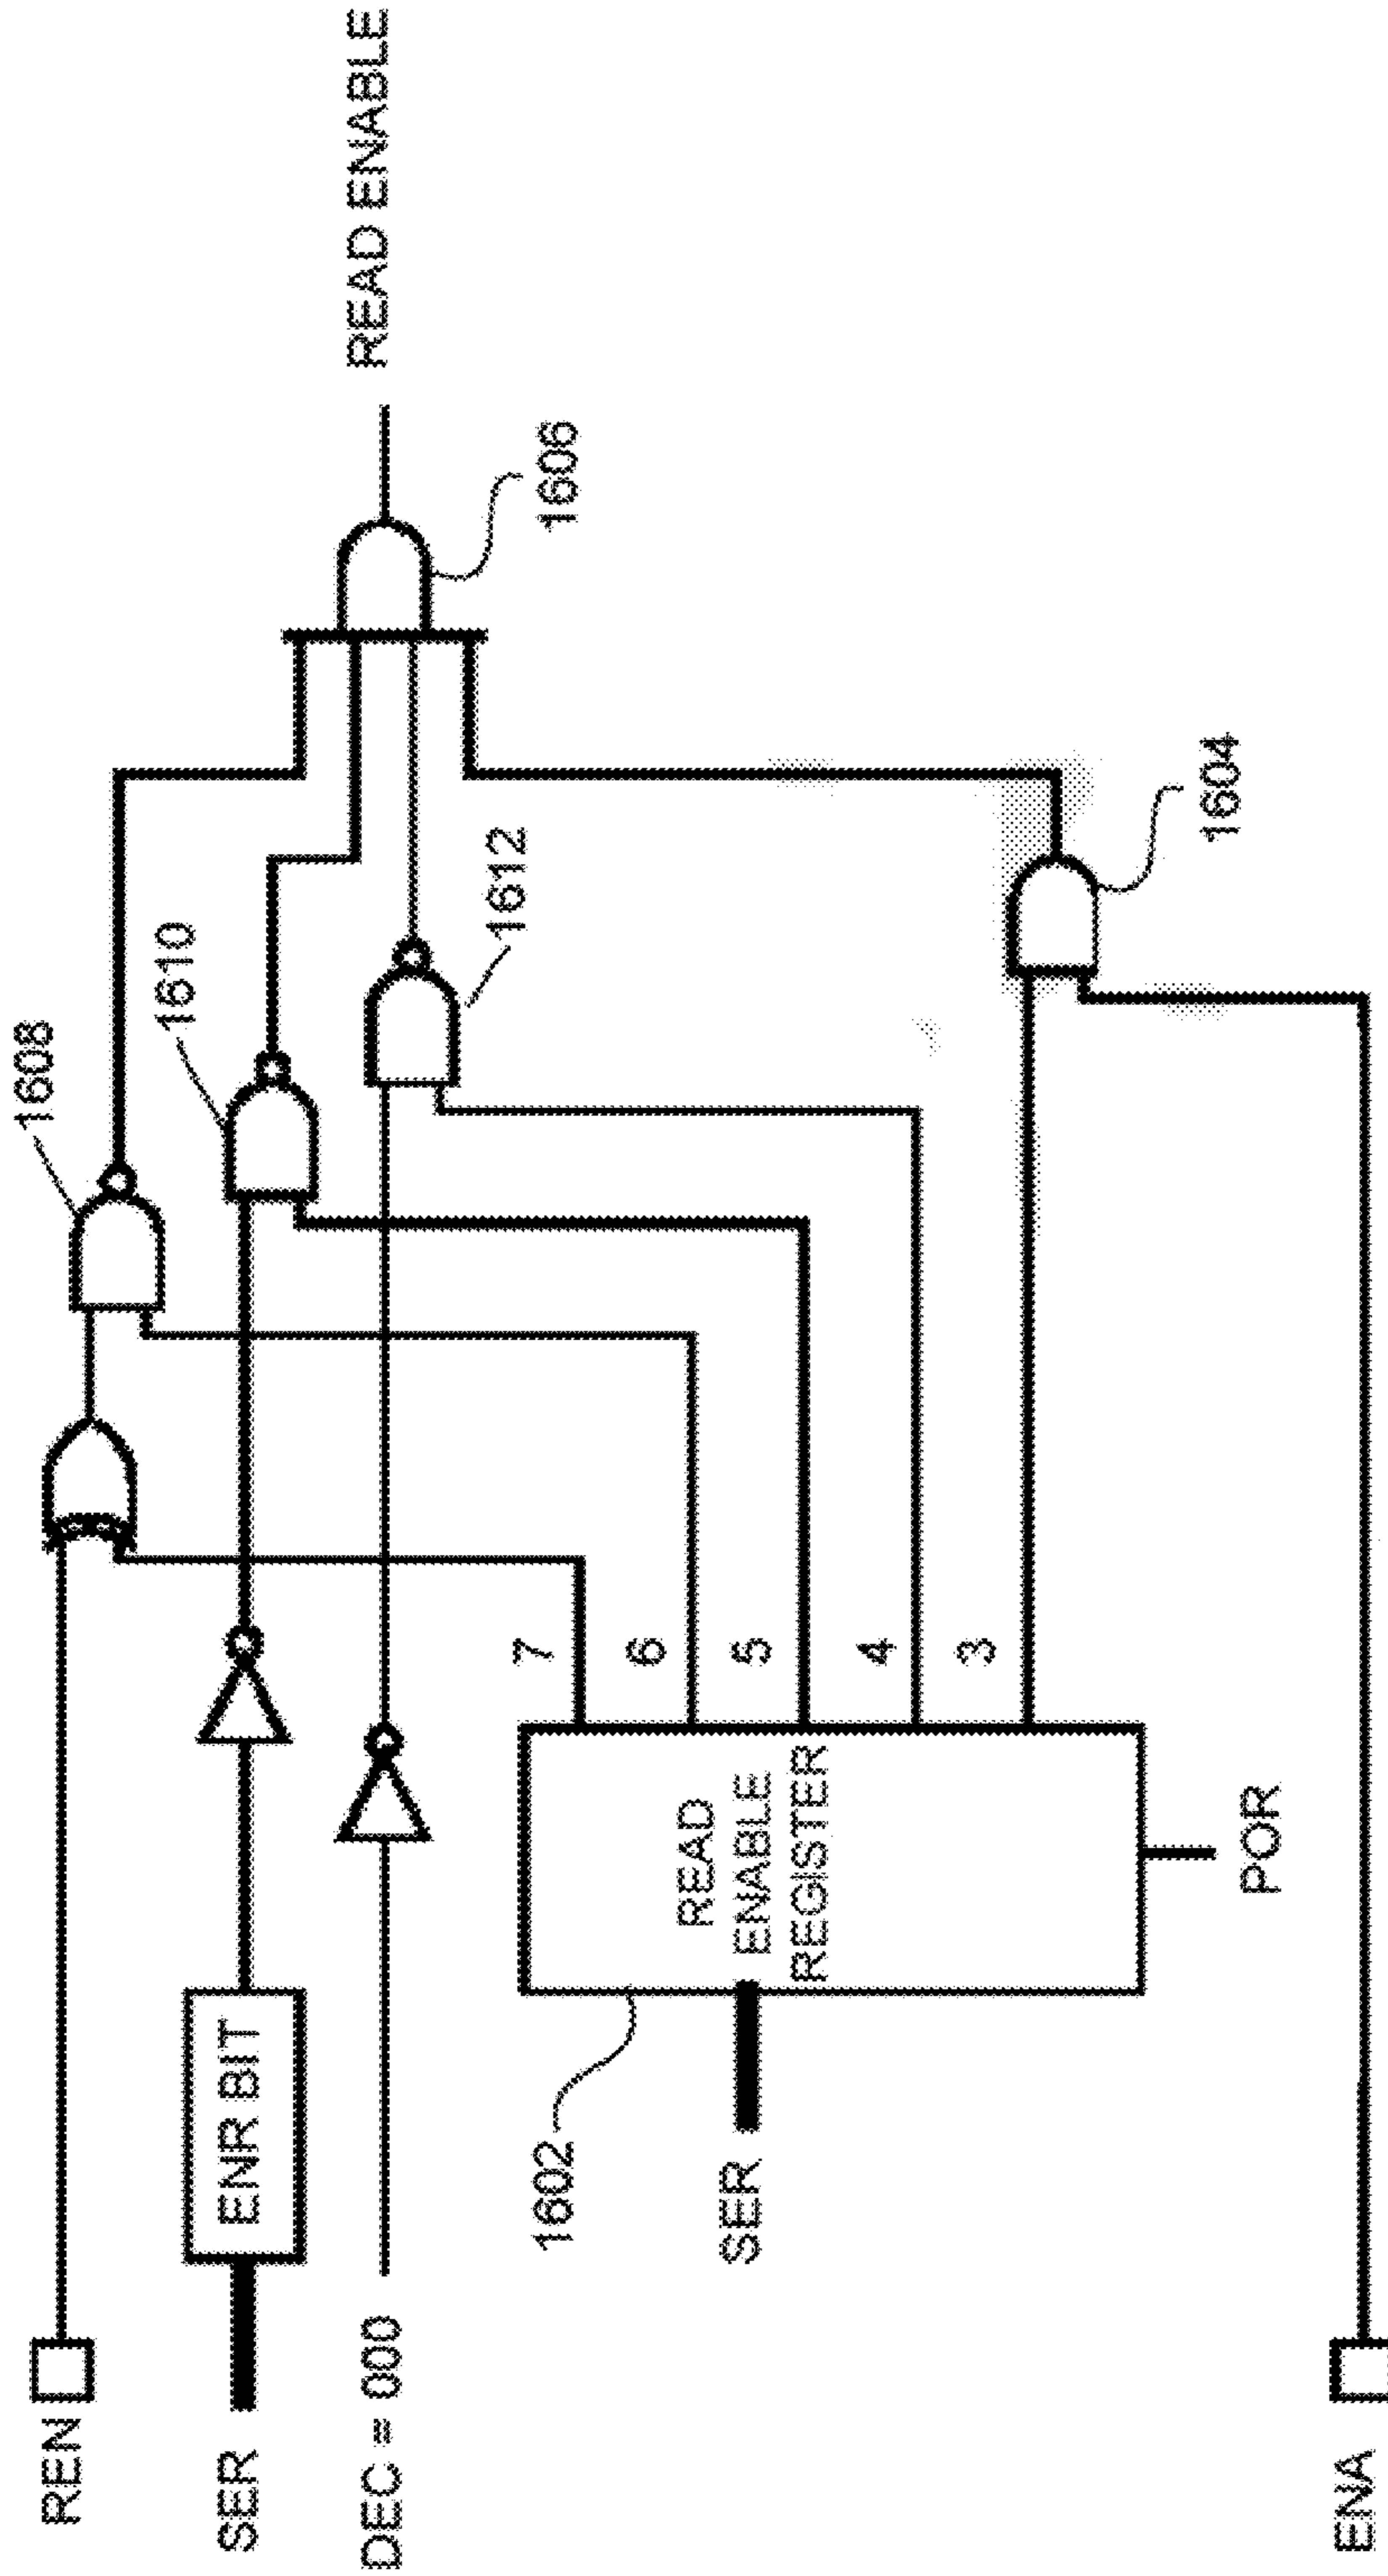 REN
1608
SER
ENR BIT
1610
DEC = 000
1612
READ ENABLE
1606
1602
SER
READ
ENABLE
REGISTER
7
6
5
4
3
POR
1604
ENA